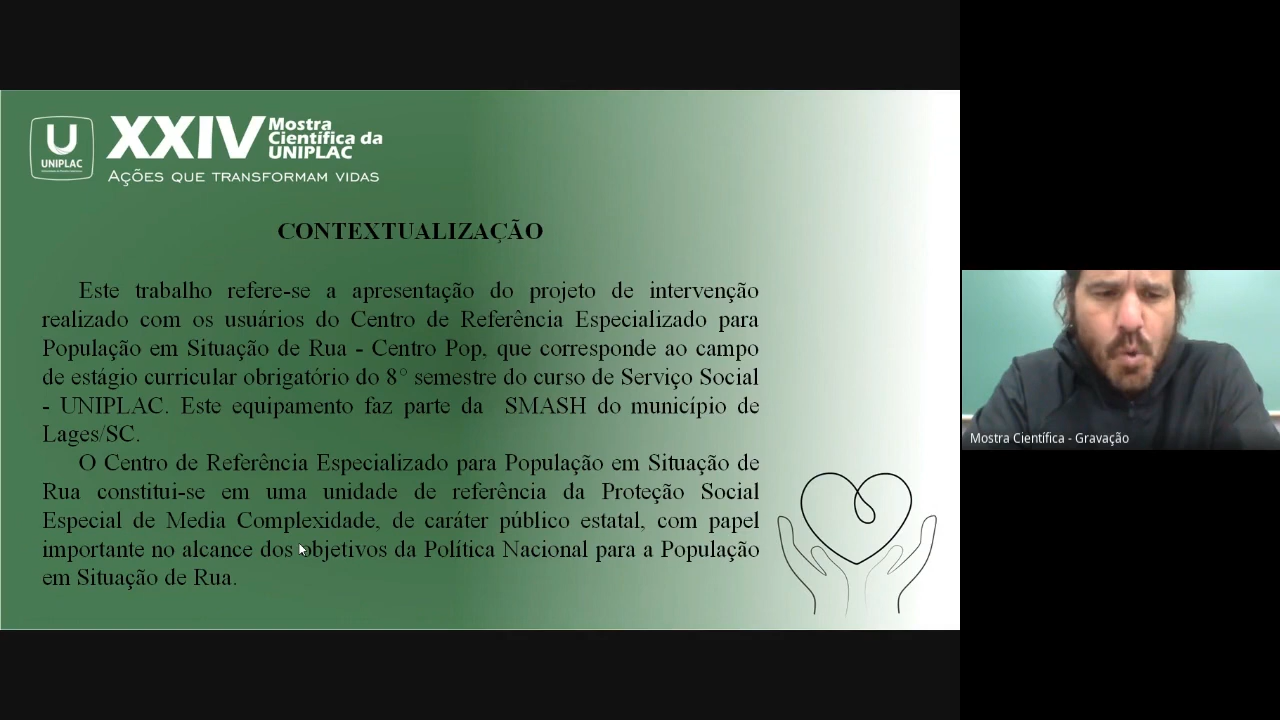 U
UNIPLAC
XXIV
Mostra
Científica da
UNIPLAC
AÇÕES QUE TRANSFORMAM VIDAS
CONTEXTUALIZAÇÃO
Este trabalho refere-se a apresentação do projeto de intervenção
realizado com os usuários do Centro de Referência Especializado para
População em Situação de Rua - Centro Pop, que corresponde ao campo
de estágio curricular obrigatório do 8° semestre do curso de Serviço Social
- UNIPLAC. Este equipamento faz parte da SMASH do município de
Lages/SC.
O Centro de Referência Especializado para População em Situação de
Rua constitui-se em uma unidade de referência da Proteção Social
Especial de Media Complexidade, de caráter público estatal, com papel
importante no alcance dos objetivos da Política Nacional para a População
em Situação de Rua.
Mostra Científica - Gravação